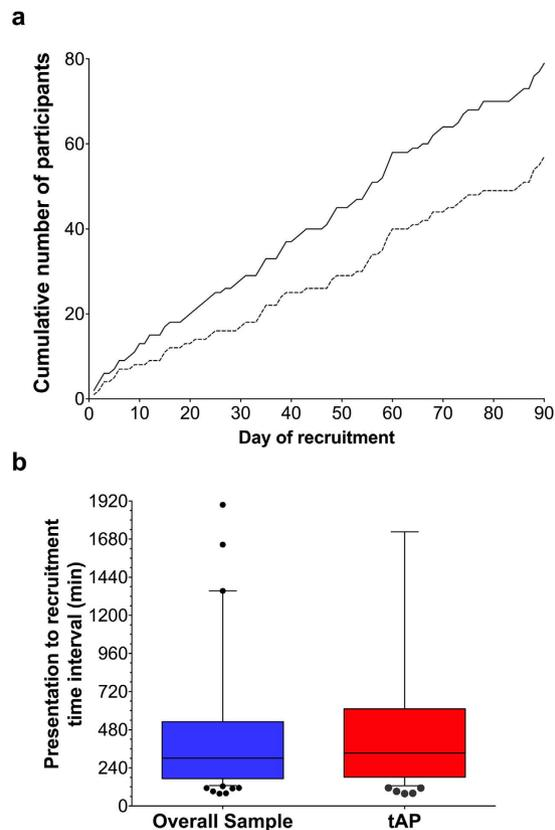 a
Cumulative number of participants
80
60
40
20
0
0 10 20 30 40 50 60 70 80 90
Day of recruitment
b
Presentation to recruitment
time interval (min)
1920
1680
1440
1200
960
720
480
240
0
Overall Sample tAP